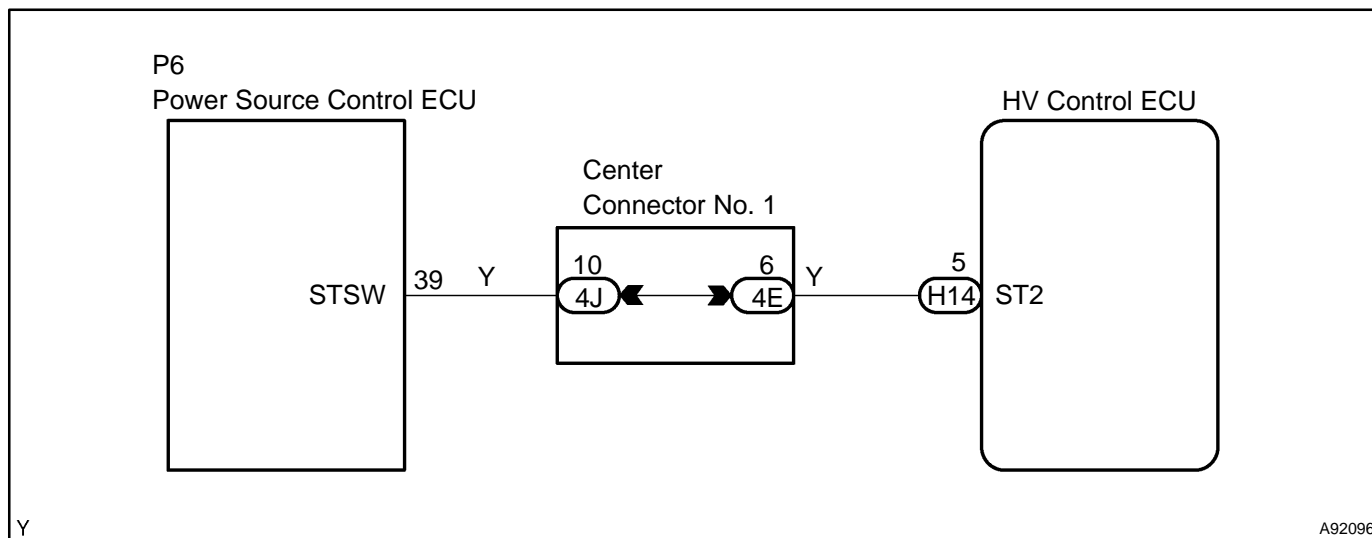 P6
Power Source Control ECU
HV Control ECU
Center
Connector No. 1
STSW
39
Y
10
4J
6
4E
Y
5
H14
ST2
Y
A92096